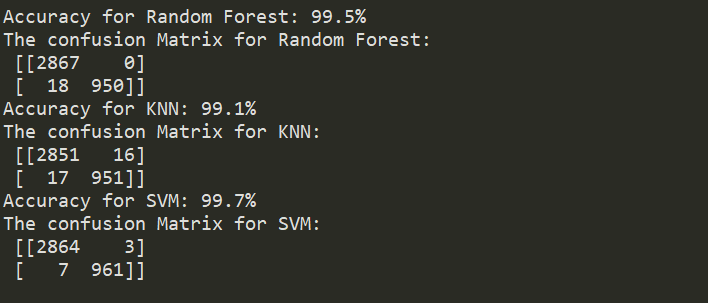 Accuracy for Random Forest: 99.5%
The confusion Matrix for Random Forest:
 [[2867    0]
 [  18  950]]
Accuracy for KNN: 99.1%
The confusion Matrix for KNN:
 [[2851   16]
 [  17  951]]
Accuracy for SVM: 99.7%
The confusion Matrix for SVM:
 [[2864    3]
 [   7  961]]